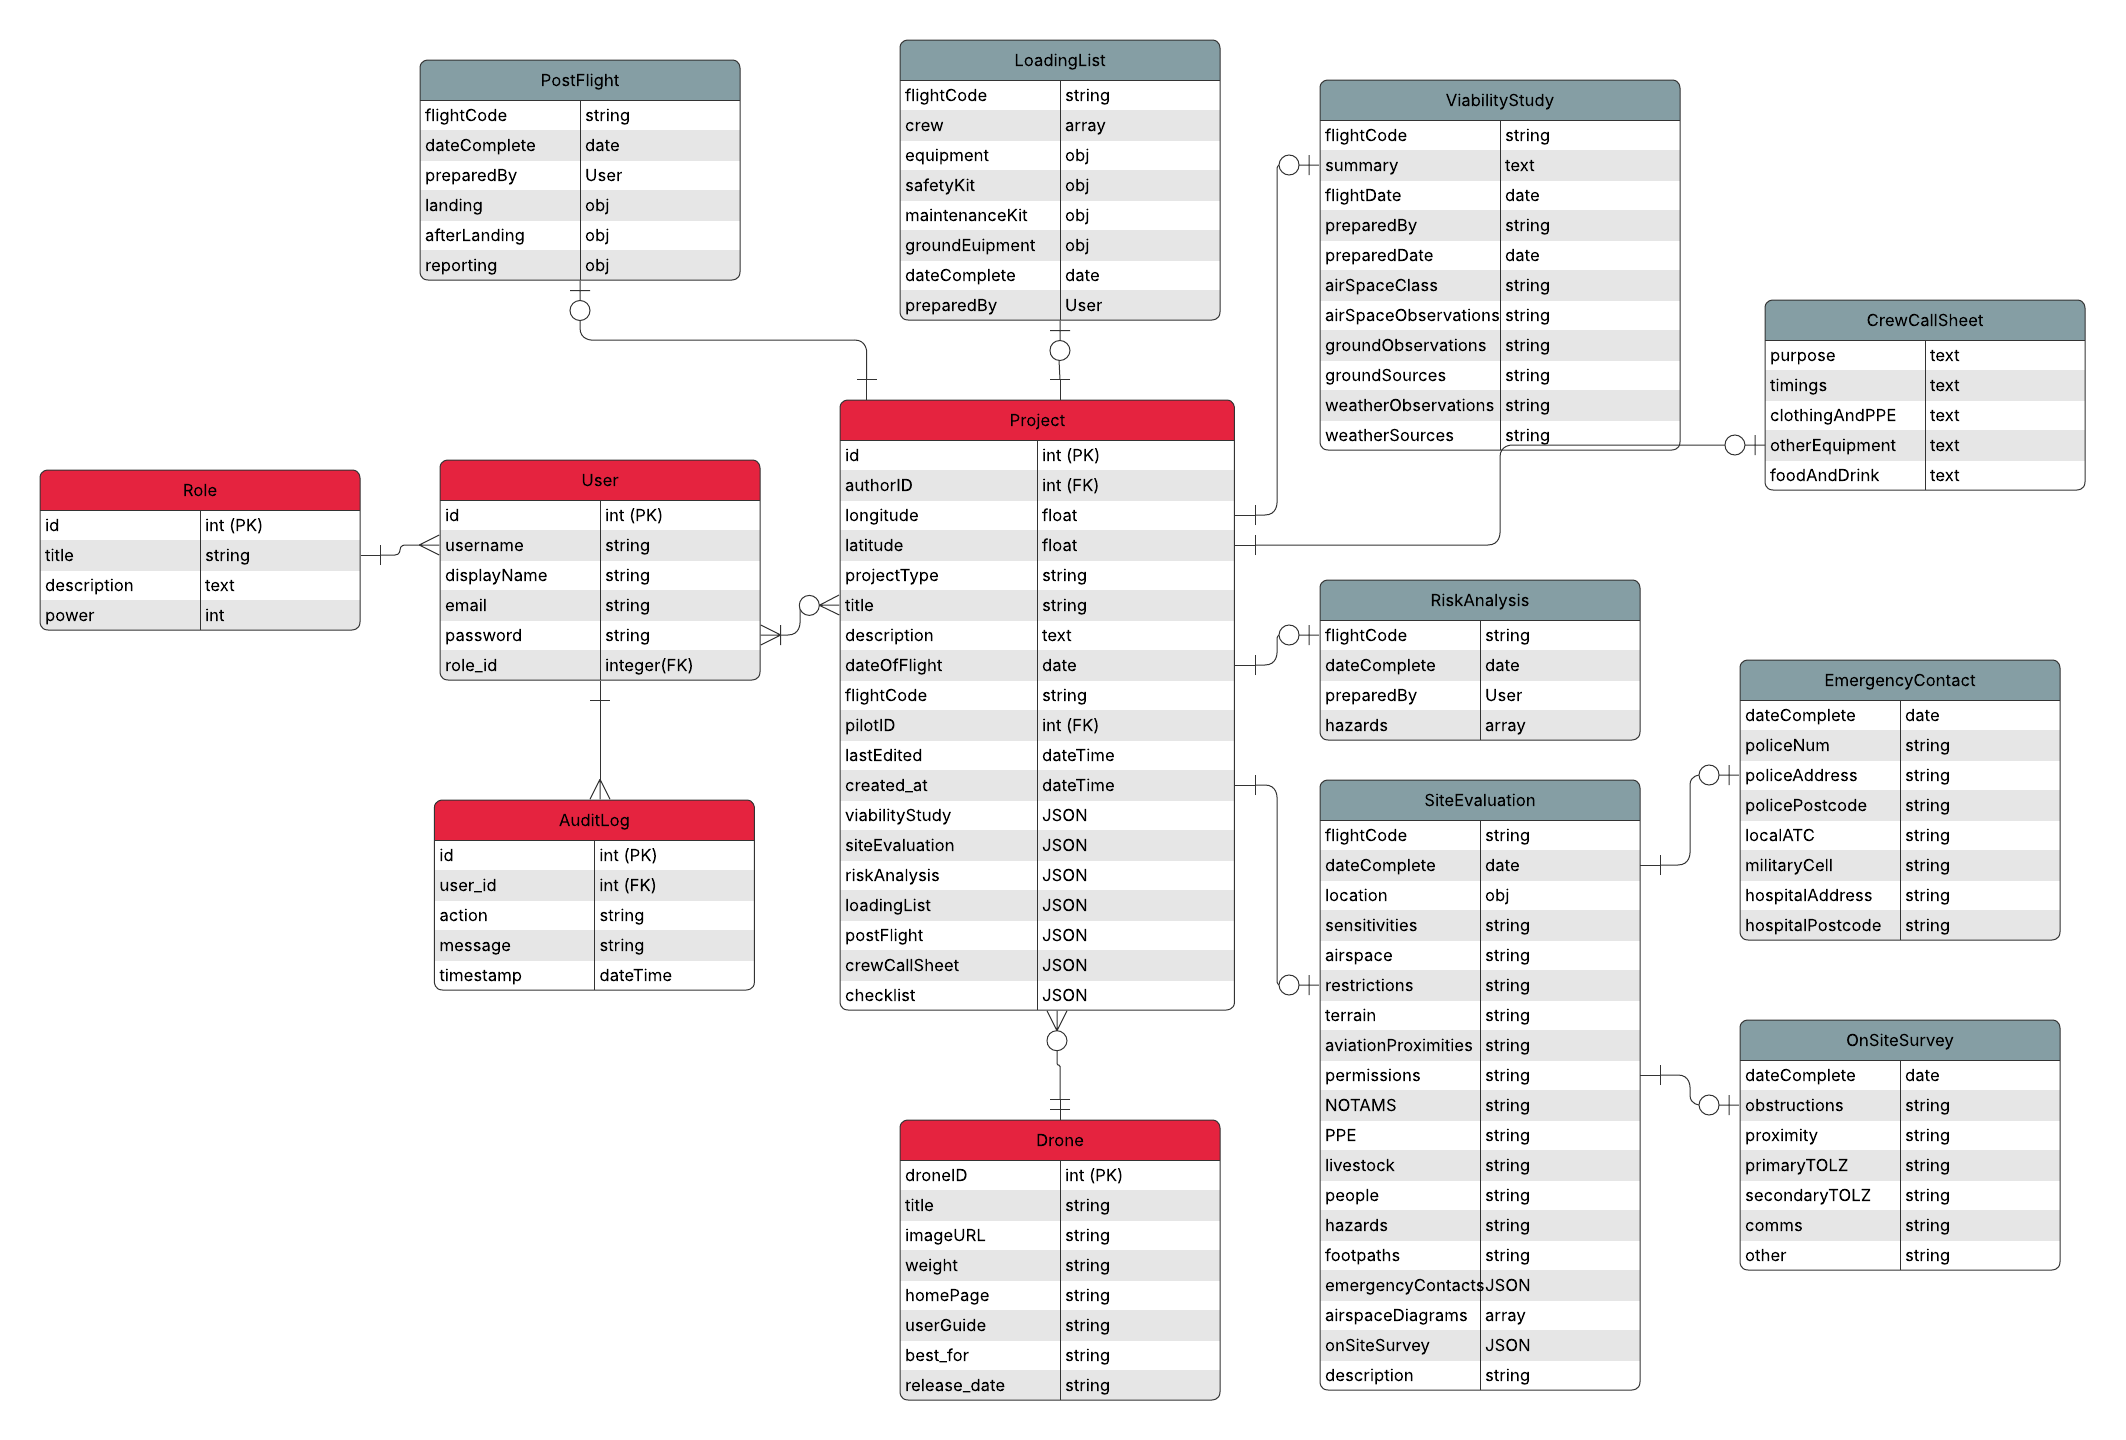 PostFlight
flightCode string
dateComplete date
preparedBy User
landing obj
afterLanding obj
reporting obj
LoadingList
flightCode string
crew array
equipment obj
safetyKit obj
maintenanceKit obj
groundEuipment obj
dateComplete date
preparedBy User
ViabilityStudy
flightCode string
summary text
flightDate date
preparedBy string
preparedDate date
airSpaceClass string
airSpaceObservations string
groundObservations string
groundSources string
weatherObservations string
weatherSources string
CrewCallSheet
purpose text
timings text
clothingAndPPE text
otherEquipment text
foodAndDrink text
Role
id int (PK)
title string
description text
power int
User
id int (PK)
username string
displayName string
email string
password string
role_id integer(FK)
Project
id int (PK)
authorID int (FK)
longitude float
latitude float
projectType string
title string
description text
dateOfFlight date
flightCode string
pilotID int (FK)
lastEdited dateTime
created_at dateTime
viabilityStudy JSON
siteEvaluation JSON
riskAnalysis JSON
loadingList JSON
postFlight JSON
crewCallSheet JSON
checklist JSON
RiskAnalysis
flightCode string
dateComplete date
preparedBy User
hazards array
EmergencyContact
dateComplete date
policeNum string
policeAddress string
policePostcode string
localATC string
militaryCell string
hospitalAddress string
hospitalPostcode string
AuditLog
id int (PK)
user_id int (FK)
action string
message string
timestamp dateTime
SiteEvaluation
flightCode string
dateComplete date
location obj
sensitivities string
airspace string
restrictions string
terrain string
aviationProximities string
permissions string
NOTAMS string
PPE string
livestock string
people string
hazards string
footpaths string
emergencyContacts JSON
airspaceDiagrams array
onSiteSurvey JSON
description string
OnSiteSurvey
dateComplete date
obstructions string
proximity string
primaryTOLZ string
secondaryTOLZ string
comms string
other string
Drone
droneID int (PK)
title string
imageURL string
weight string
homePage string
userGuide string
best_for string
release_date string